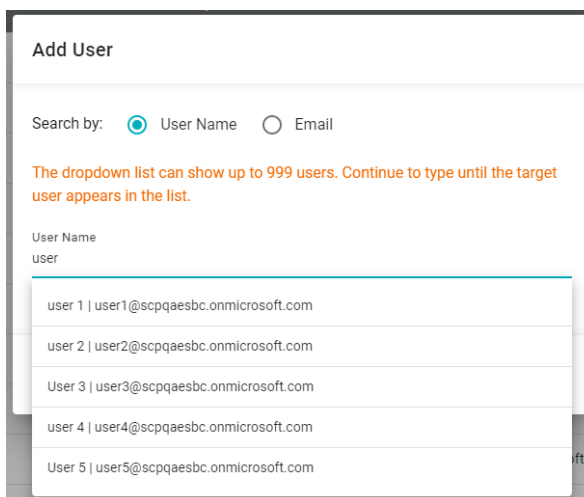 Add User
Search by: User Name Email
The dropdown list can show up to 999 users. Continue to type until the target
user appears in the list.
User Name
user
user 1 | user1@scpqaesbc.onmicrosoft.com
user 2 | user2@scpqaesbc.onmicrosoft.com
User 3 | user3@scpqaesbc.onmicrosoft.com
user 4 | user4@scpqaesbc.onmicrosoft.com
User 5 | user5@scpqaesbc.onmicrosoft.com